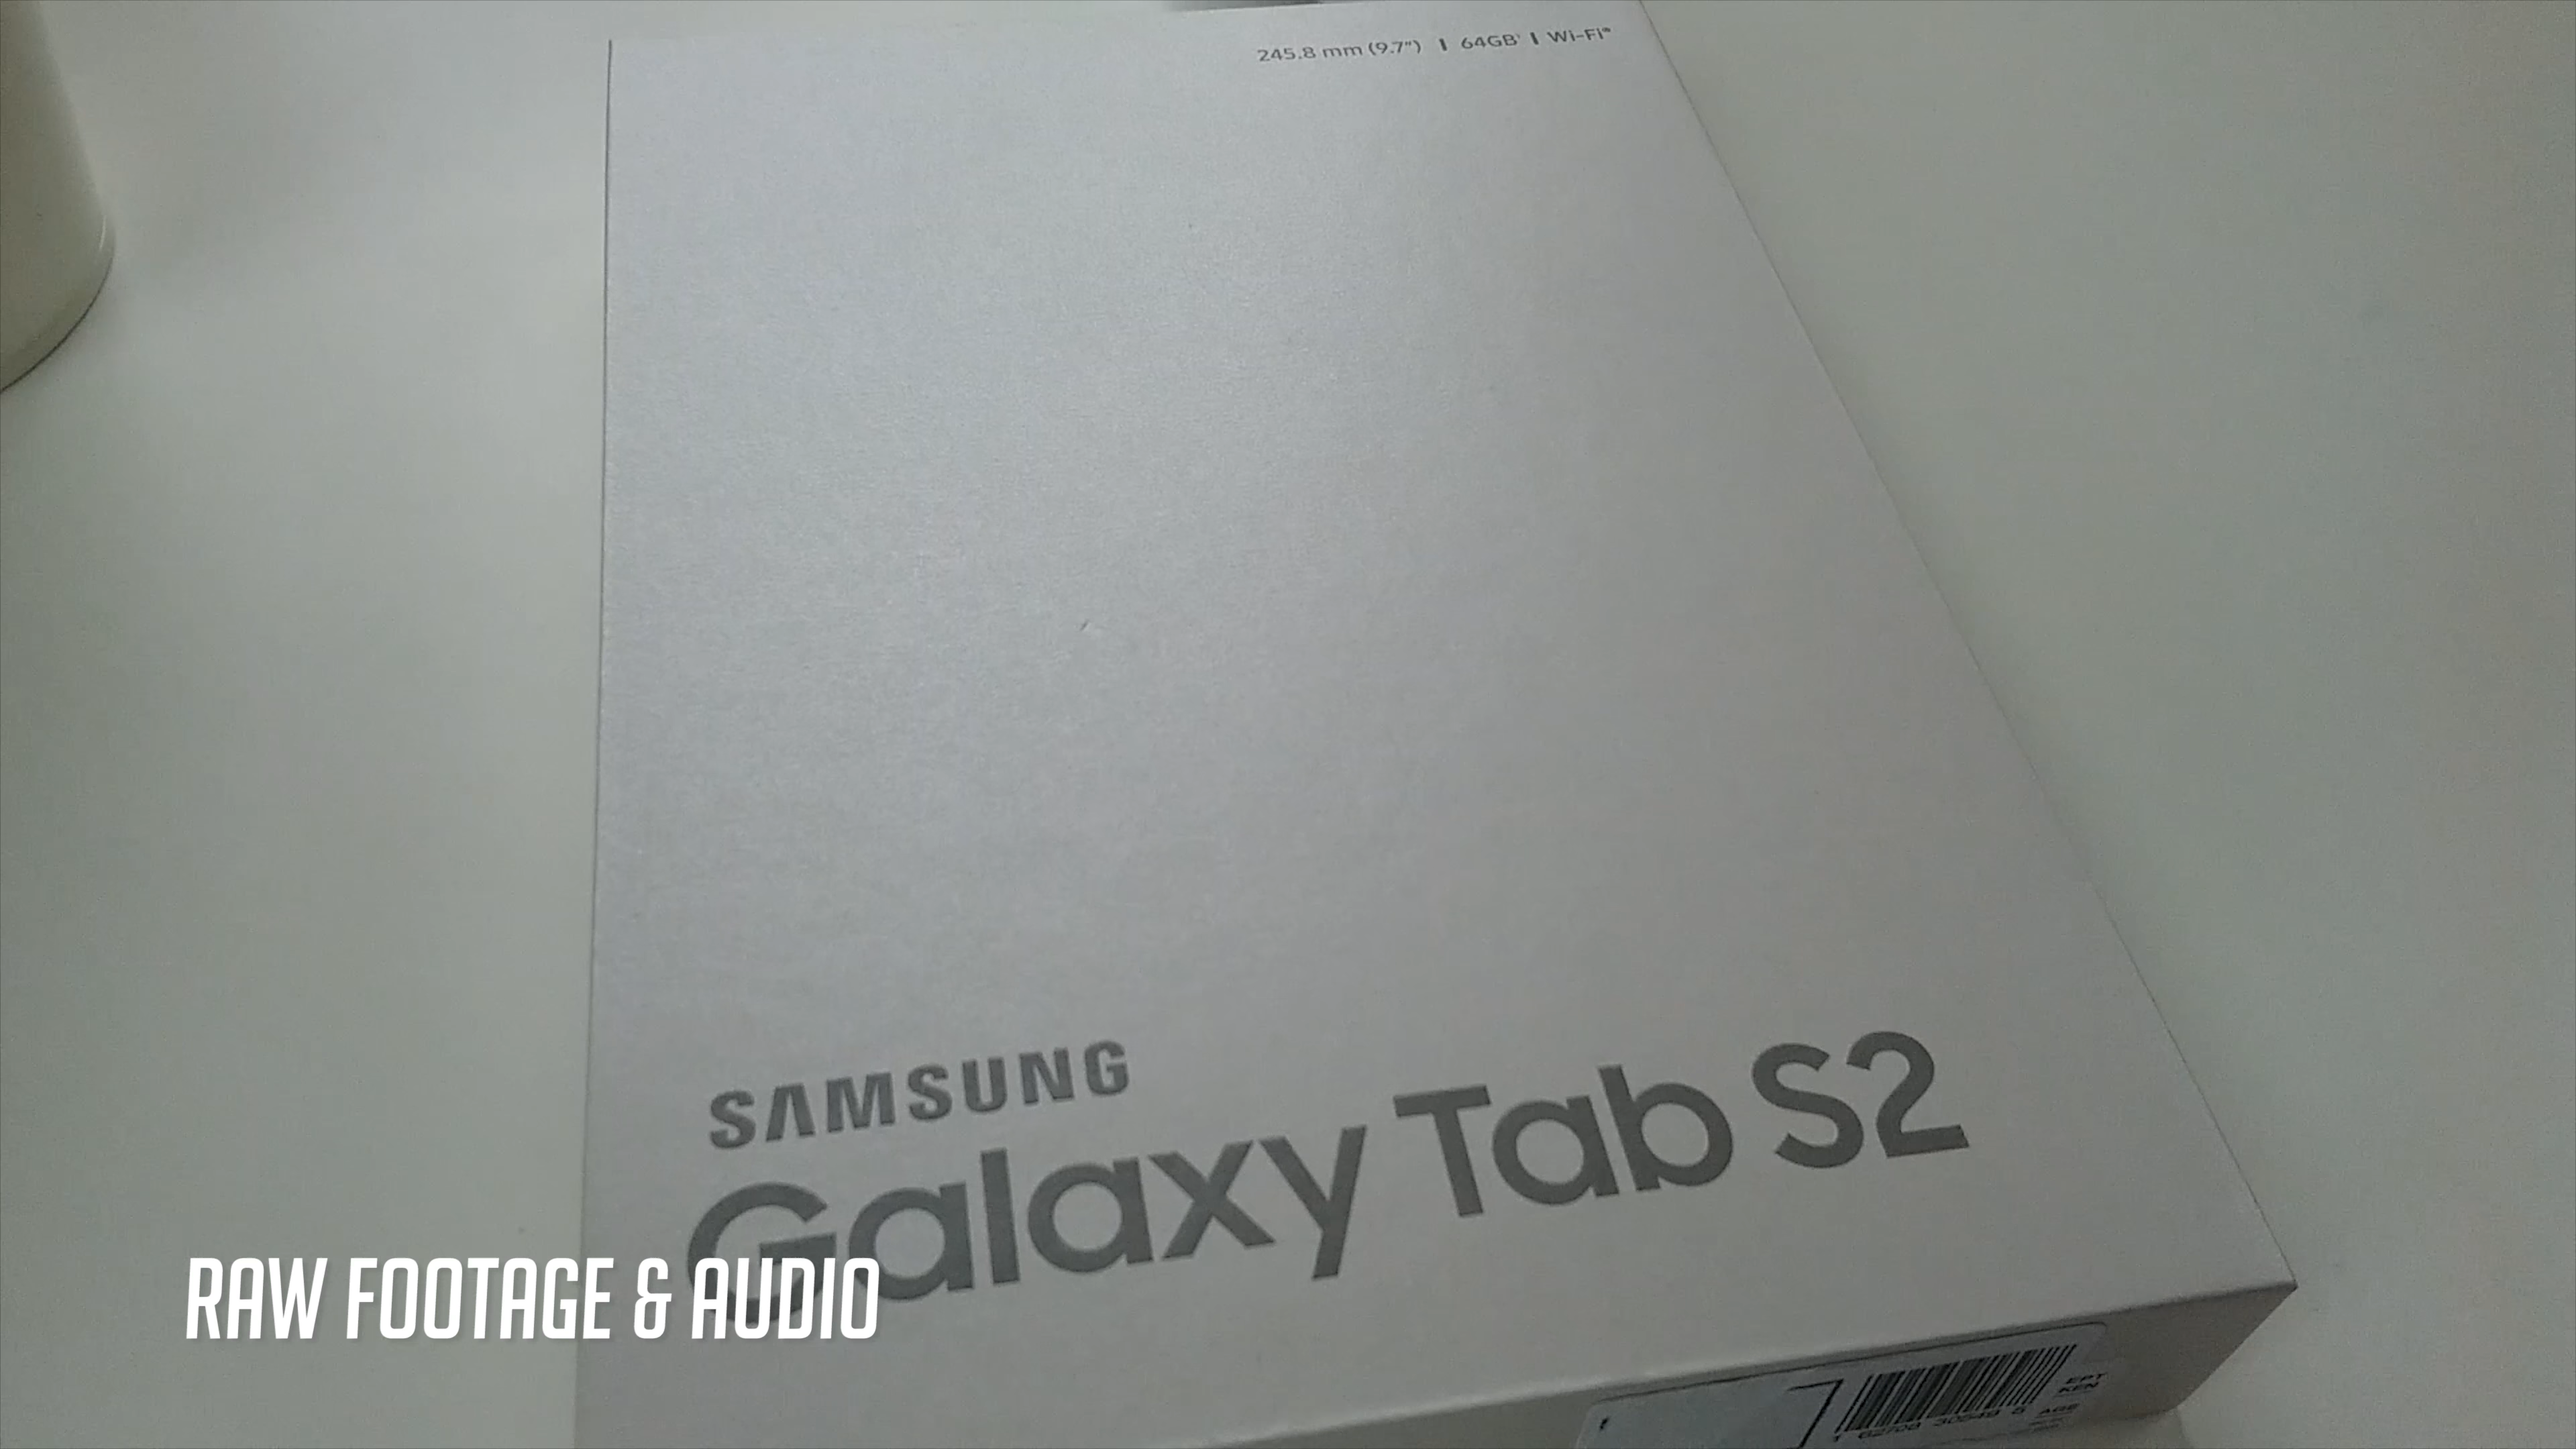 245.8 mm (9.7") | 64GB* | Wi-Fi®
SAMSUNG
Galaxy Tab S2
RAW FOOTAGE & AUDIO